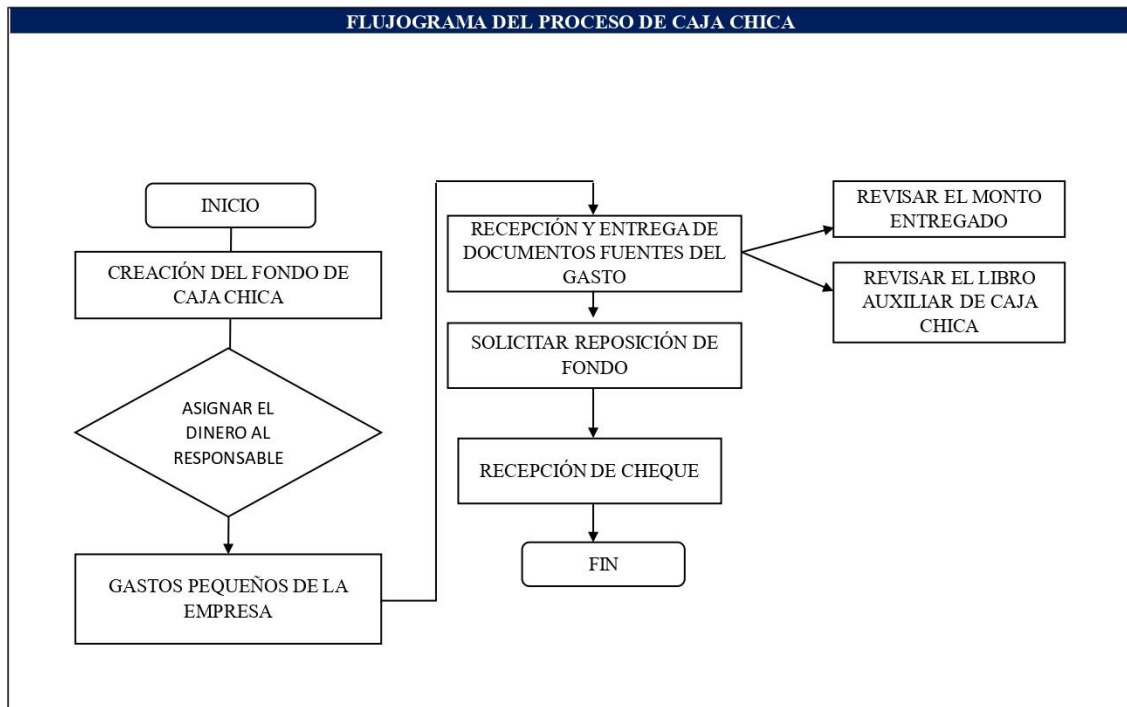 FLUJOGRAMA DEL PROCESO DE CAJA CHICA
INICIO
CREACIÓN DEL FONDO DE
CAJA CHICA
ASIGNAR EL
DINERO AL
RESPONSABLE
GASTOS PEQUEÑOS DE LA
EMPRESA
RECEPCIÓN Y ENTREGA DE
DOCUMENTOS FUENTES DEL
GASTO
REVISAR EL MONTO
ENTREGADO
REVISAR EL LIBRO
AUXILIAR DE CAJA
CHICA
SOLICITAR REPOSICIÓN DE
FONDO
RECEPCIÓN DE CHEQUE
FIN